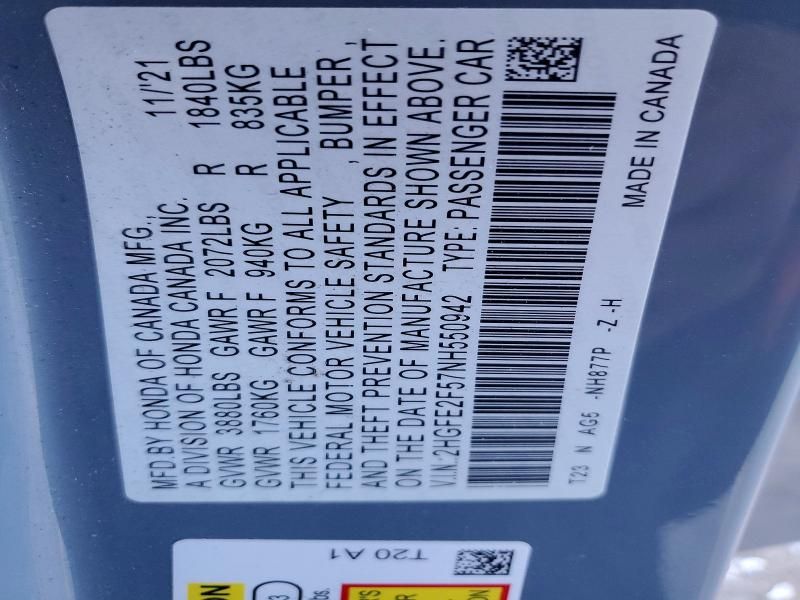 MFD.BY HONDA OF CANADA MFG., 11/'21
A DIVISION OF HONDA CANADA INC.
GVWR 3880LBS GAWR F 2072LBS R 1840LBS
GVWR 1760KG GAWR F 940KG R 835KG
THIS VEHICLE CONFORMS TO ALL APPLICABLE
FEDERAL MOTOR VEHICLE SAFETY , BUMPER ,
AND THEFT PREVENTION STANDARDS IN EFFECT
ON THE DATE OF MANUFACTURE SHOWN ABOVE.
V.I.N.:2HGFE2F57NH550942 TYPE: PASSENGER CAR
T23 N AG5 -NH877P -Z -H
MADE IN CANADA
T20 A1